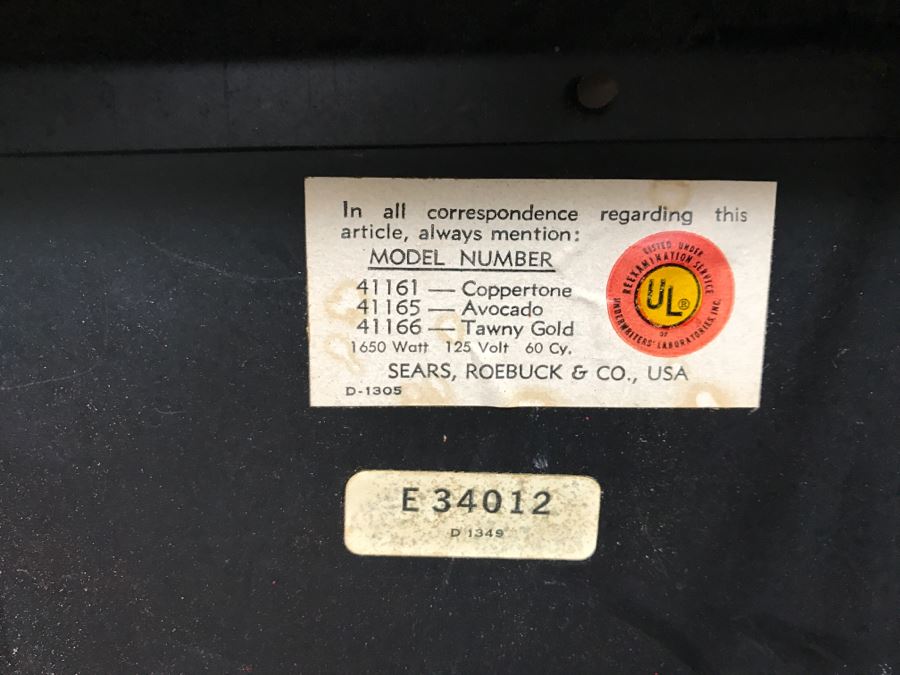 In all correspondence regarding this
article, always mention:
MODEL NUMBER
41161 — Coppertone
41165 — Avocado
41166 — Tawny Gold
1650 Watt 125 Volt 60 Cy.
SEARS, ROEBUCK & CO., USA
D-1305
LISTED UNDER
REEXAMINATION SERVICE
UL®
OF
UNDERWRITERS' LABORATORIES, INC.
E 34012
D 1349